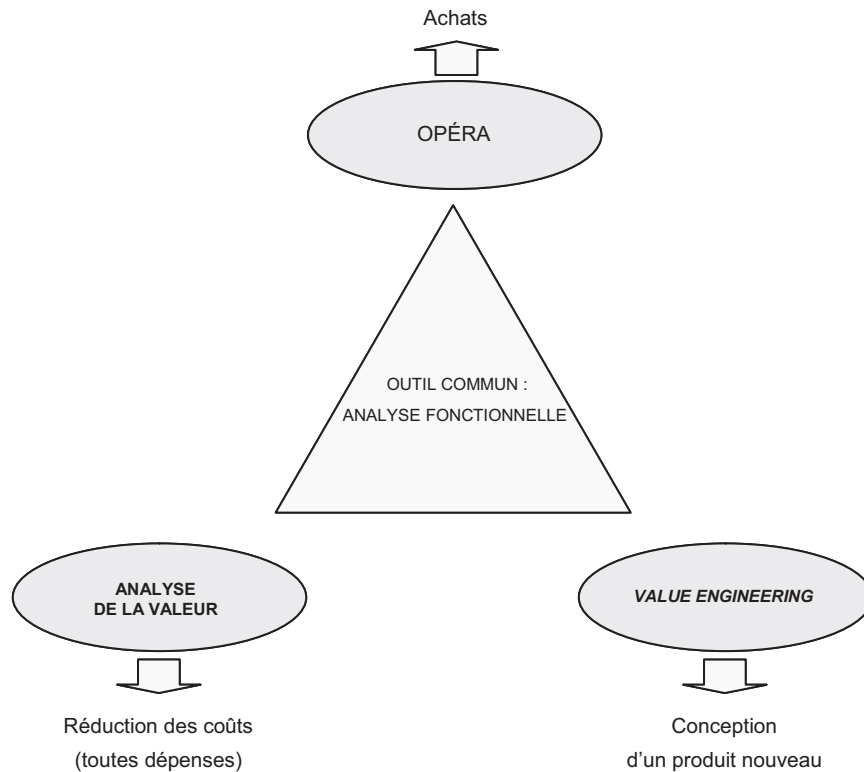 Achats
OPÉRA
OUTIL COMMUN :
ANALYSE FONCTIONNELLE
ANALYSE
DE LA VALEUR
VALUE ENGINEERING
Réduction des coûts
(toutes dépenses)
Conception
d'un produit nouveau